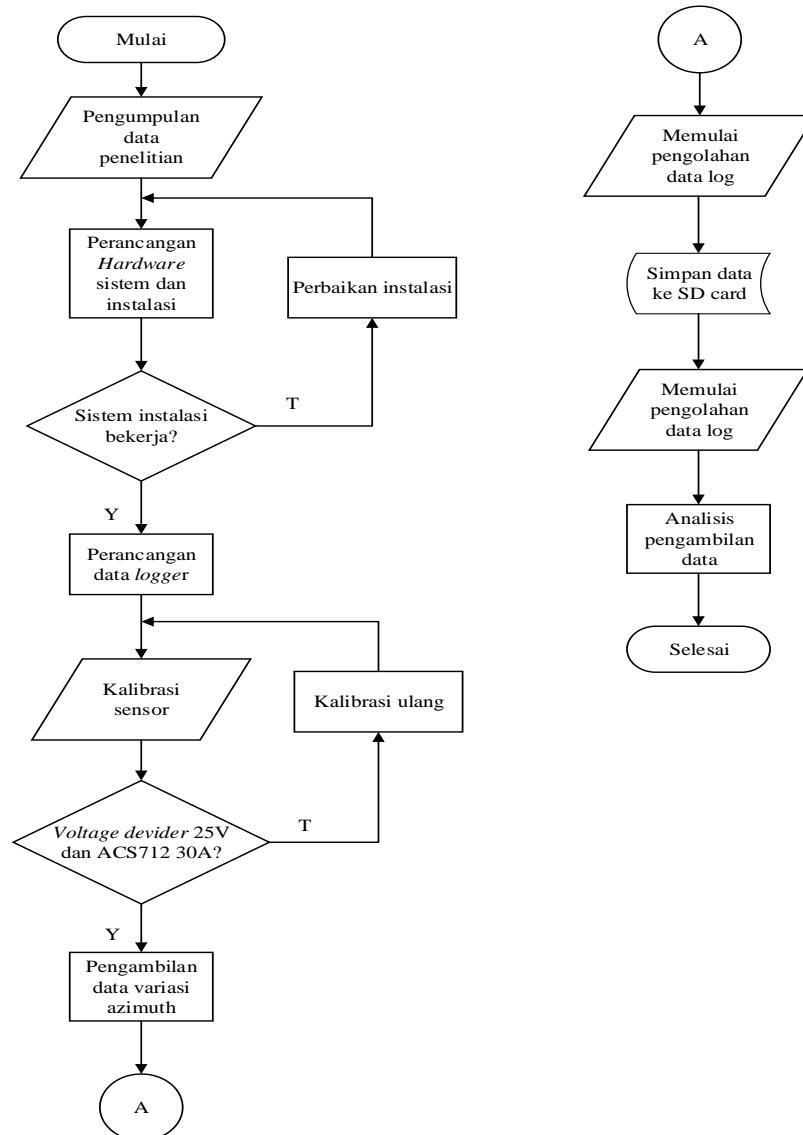 Mulai
Pengumpulan
data
penelitian
Perancangan
Hardware
sistem dan
instalasi
Perbaikan instalasi
Sistem instalasi
bekerja?
T
Y
Perancangan
data logger
Kalibrasi
sensor
Kalibrasi ulang
Voltage devider 25V
dan ACS712 30A?
T
Y
Pengambilan
data variasi
azimuth
A
A
Memulai
pengolahan
data log
Simpan data
ke SD card
Memulai
pengolahan
data log
Analisis
pengambilan
data
Selesai